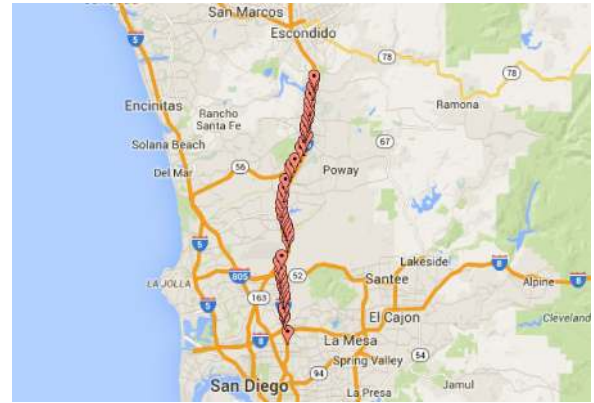 San Marcos
Escondido
5
78
78
Encinitas
Rancho
Santa Fe
Ramona
Solana Beach
67
56
Del Mar
Poway
5
Lakeside
8
805
52
LA JOLLA
Santee
Alpine
8
163
5
El Cajon
Cleveland
8
La Mesa
Spring Valley
54
94
San Diego
Jamul
La Presa